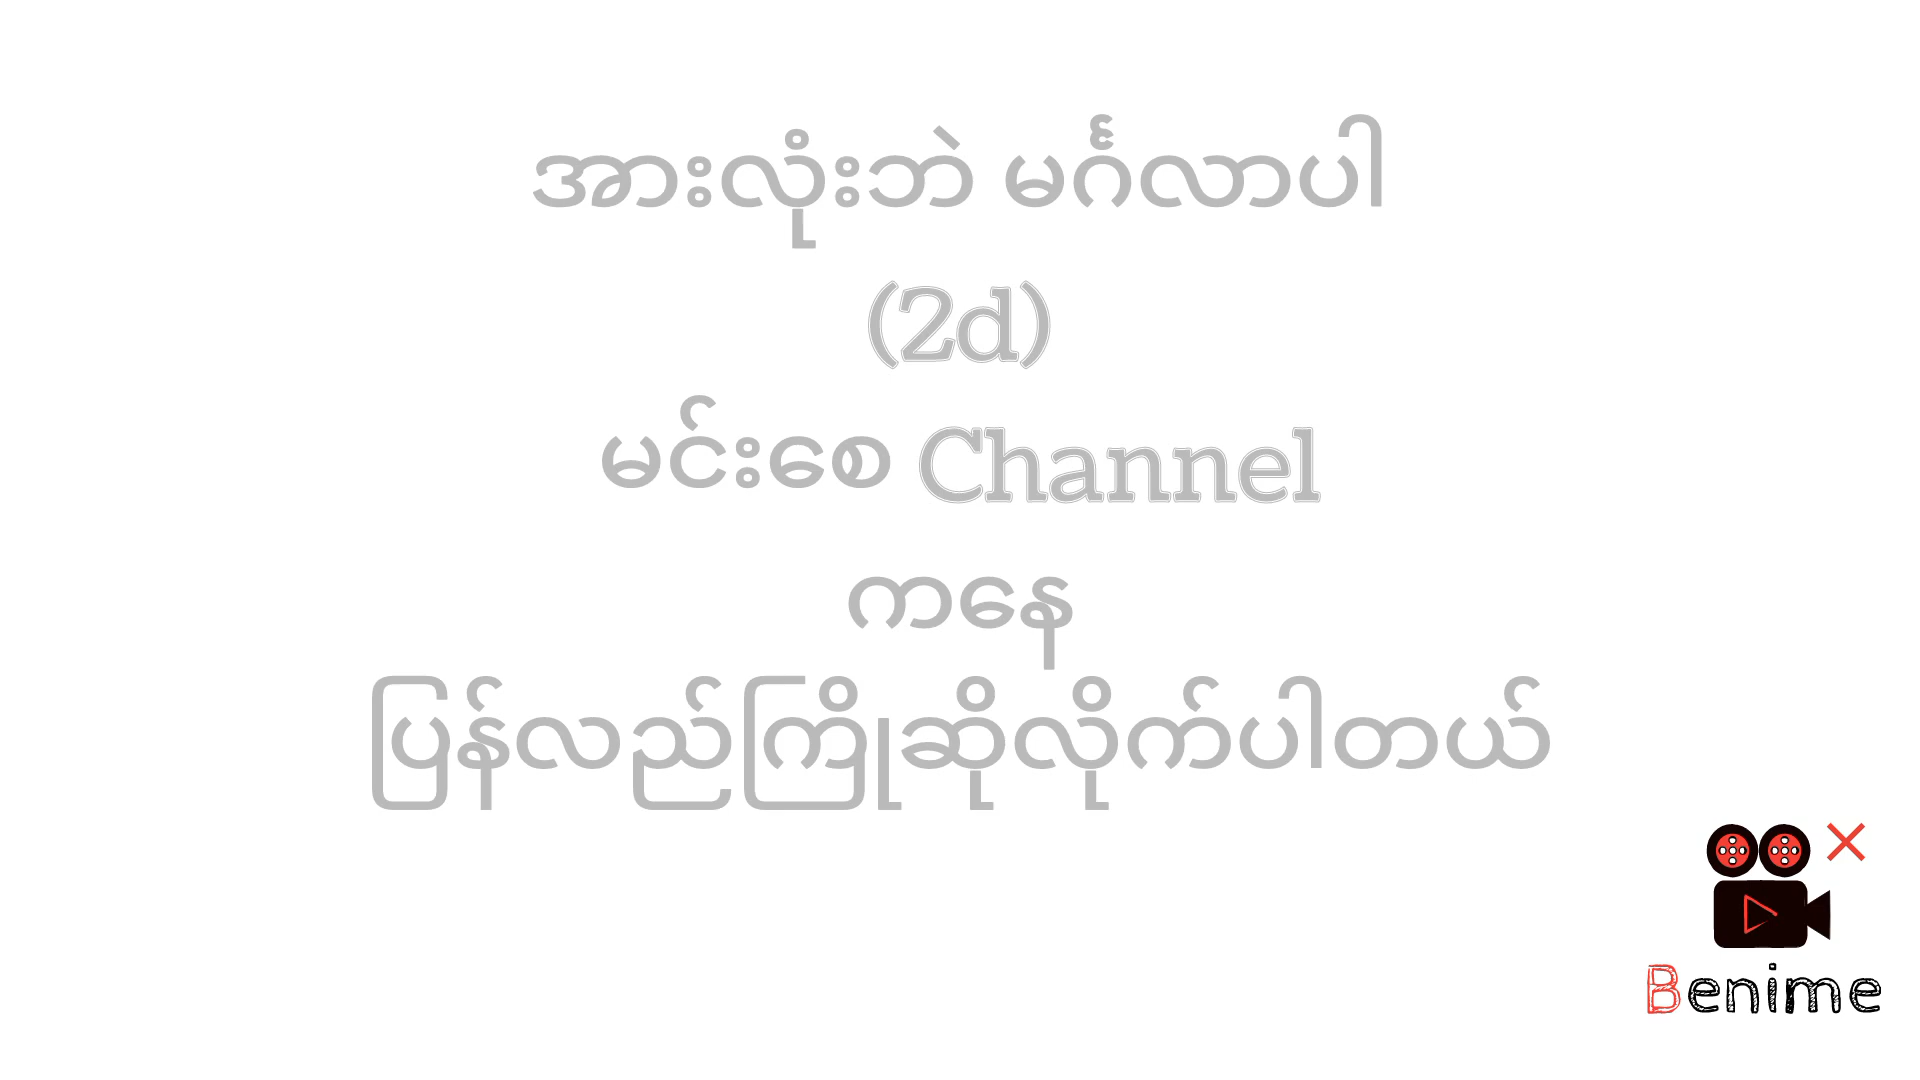 အားလုံးဘဲ မင်္ဂလာပါ
(2d)
မင်းစေ Channel
ကနေ
ပြန်လည်ကြိုဆိုလိုက်ပါတယ်
Benime